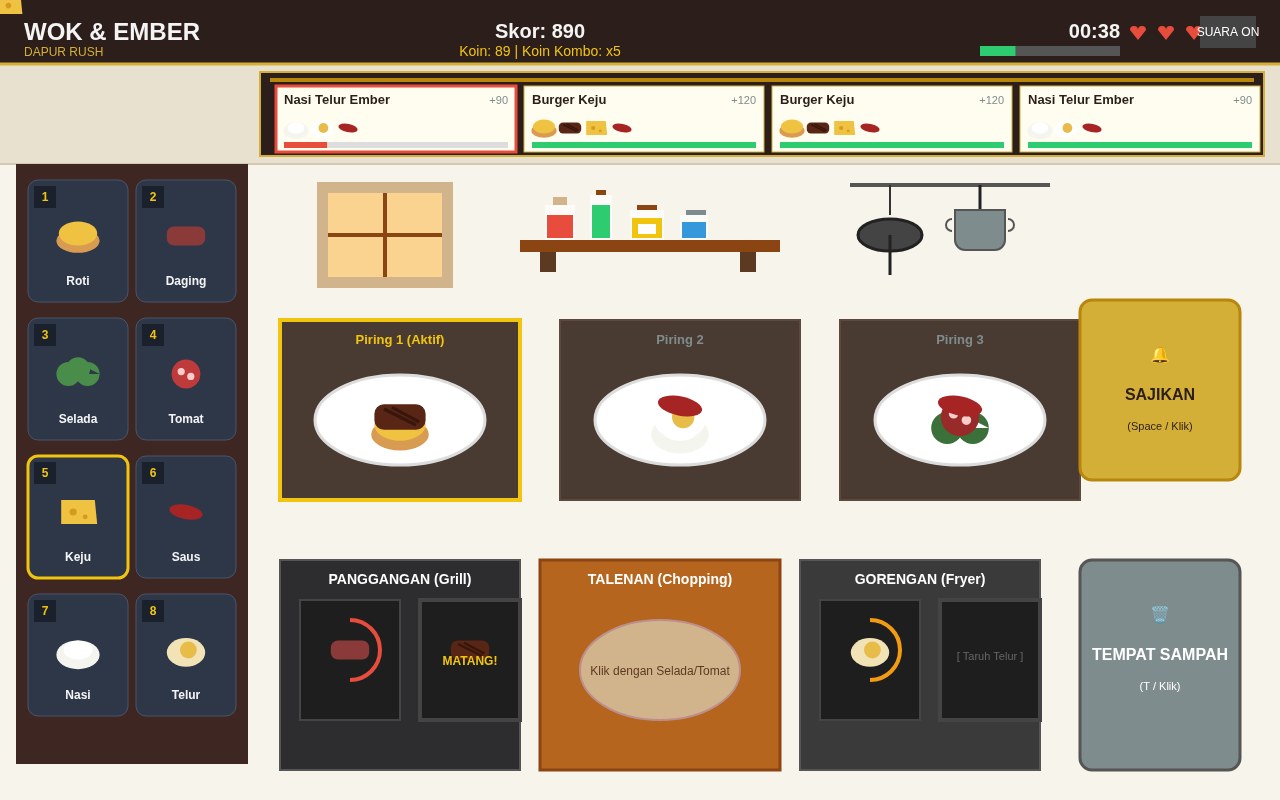 WOK & EMBER
DAPUR RUSH
Skor: 890
Koin: 89 | Koin Kombo: x5
00:38
SUARA ON
Nasi Telur Ember +90
Burger Keju +120
Burger Keju +120
Nasi Telur Ember +90
1
Roti
2
Daging
3
Selada
4
Tomat
5
Keju
6
Saus
7
Nasi
8
Telur
Piring 1 (Aktif)
Piring 2
Piring 3
SAJIKAN
(Space / Klik)
PANGGANGAN (Grill)
MATANG!
TALENAN (Chopping)
Klik dengan Selada/Tomat
GORENGAN (Fryer)
[ Taruh Telur ]
TEMPAT SAMPAH
(T / Klik)